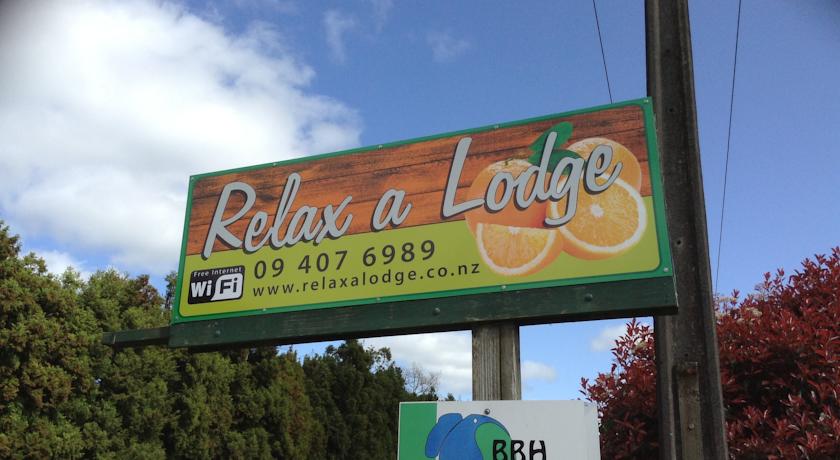 Relax a Lodge
Free Internet
WiFi
09 407 6989
www.relaxalodge.co.nz
BBH